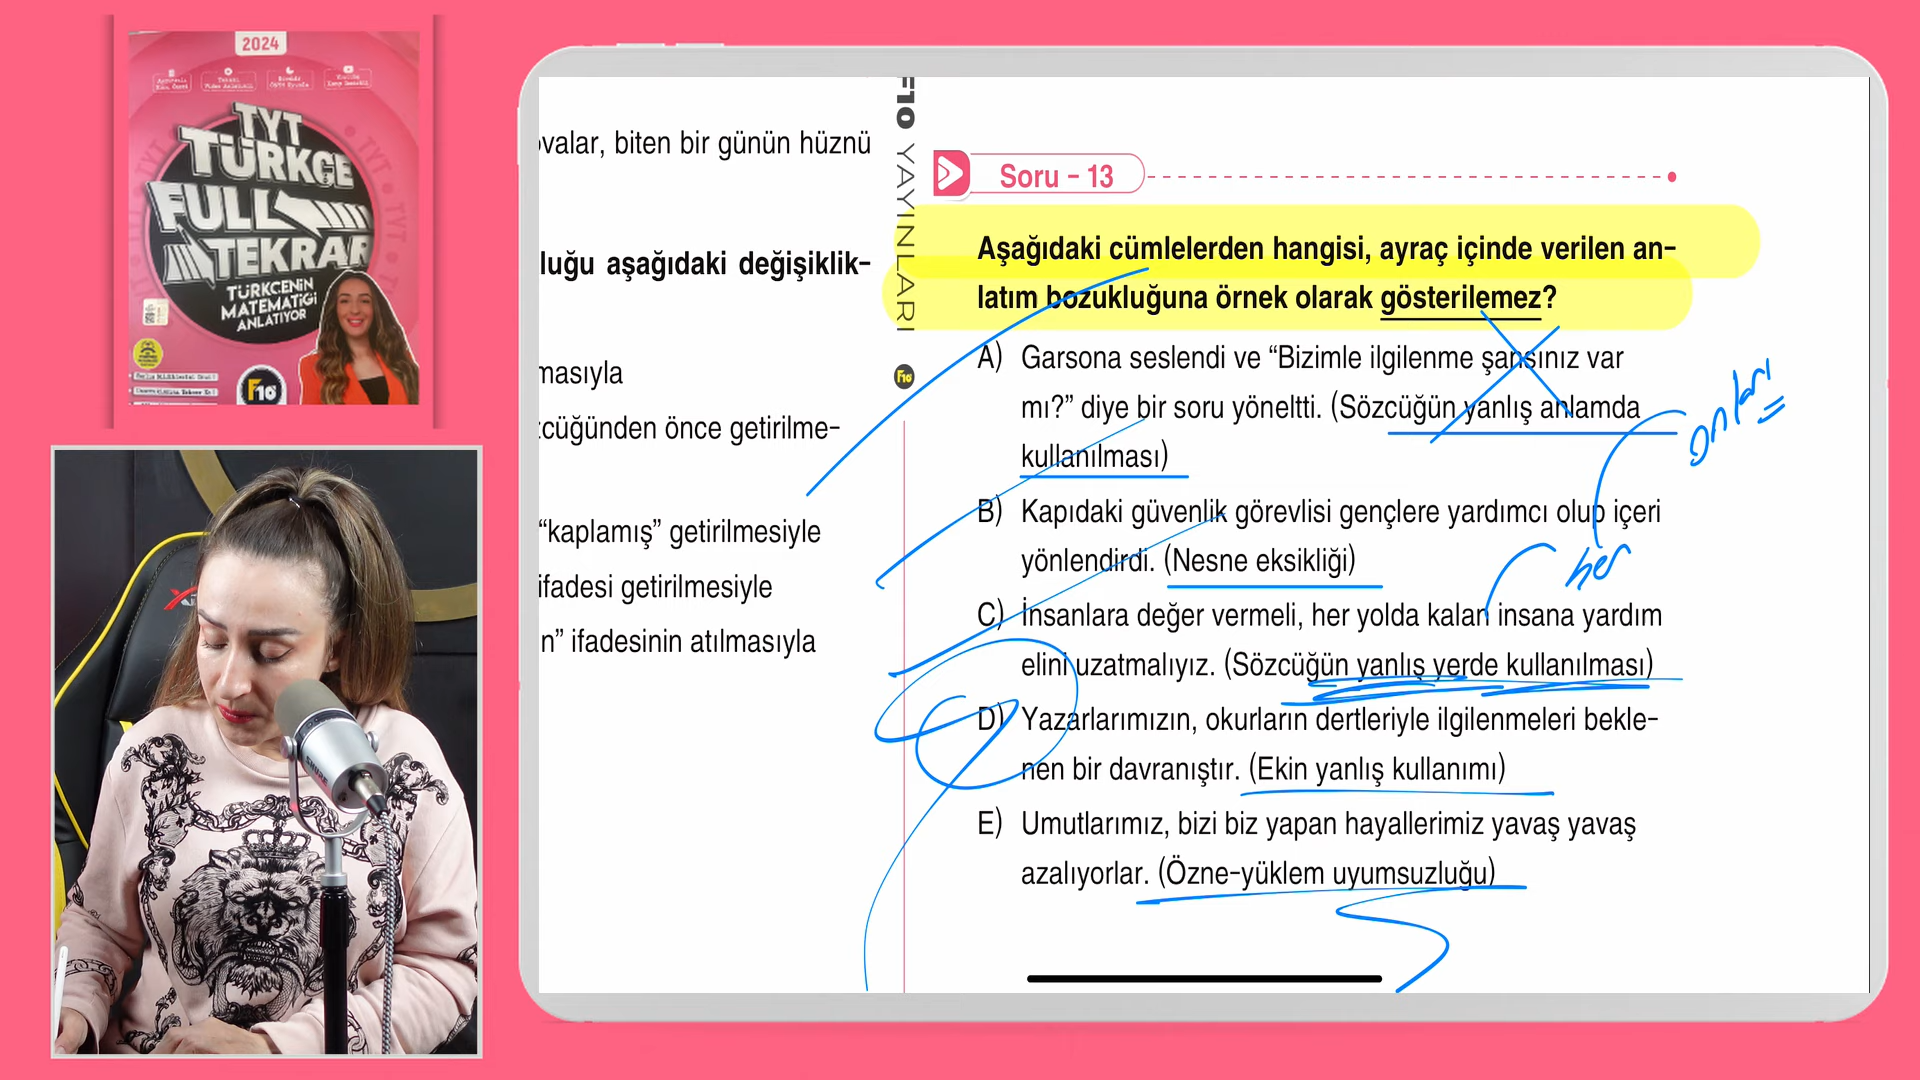 2024
TYT
TÜRKÇE
FULL
TEKRAR
TÜRKÇENİN
MATEMATİĞİ
ANLATIYOR
F10
ovalar, biten bir günün hüznü
luğu aşağıdaki değişiklik-
masıyla
zcüğünden önce getirilme-
“kaplamış” getirilmesiyle
ifadesi getirilmesiyle
n” ifadesinin atılmasıyla
F10 YAYINLARI
F10
Soru - 13
Aşağıdaki cümlelerden hangisi, ayraç içinde verilen an-
latım bozukluğuna örnek olarak gösterilemez?
A) Garsona seslendi ve “Bizimle ilgilenme şansınız var
mı?” diye bir soru yöneltti. (Sözcüğün yanlış anlamda
kullanılması)
onları
B) Kapıdaki güvenlik görevlisi gençlere yardımcı olup içeri
yönlendirdi. (Nesne eksikliği)
her
C) İnsanlara değer vermeli, her yolda kalan insana yardım
elini uzatmalıyız. (Sözcüğün yanlış yerde kullanılması)
D) Yazarlarımızın, okurların dertleriyle ilgilenmeleri bekle-
nen bir davranıştır. (Ekin yanlış kullanımı)
E) Umutlarımız, bizi biz yapan hayallerimiz yavaş yavaş
azalıyorlar. (Özne-yüklem uyumsuzluğu)